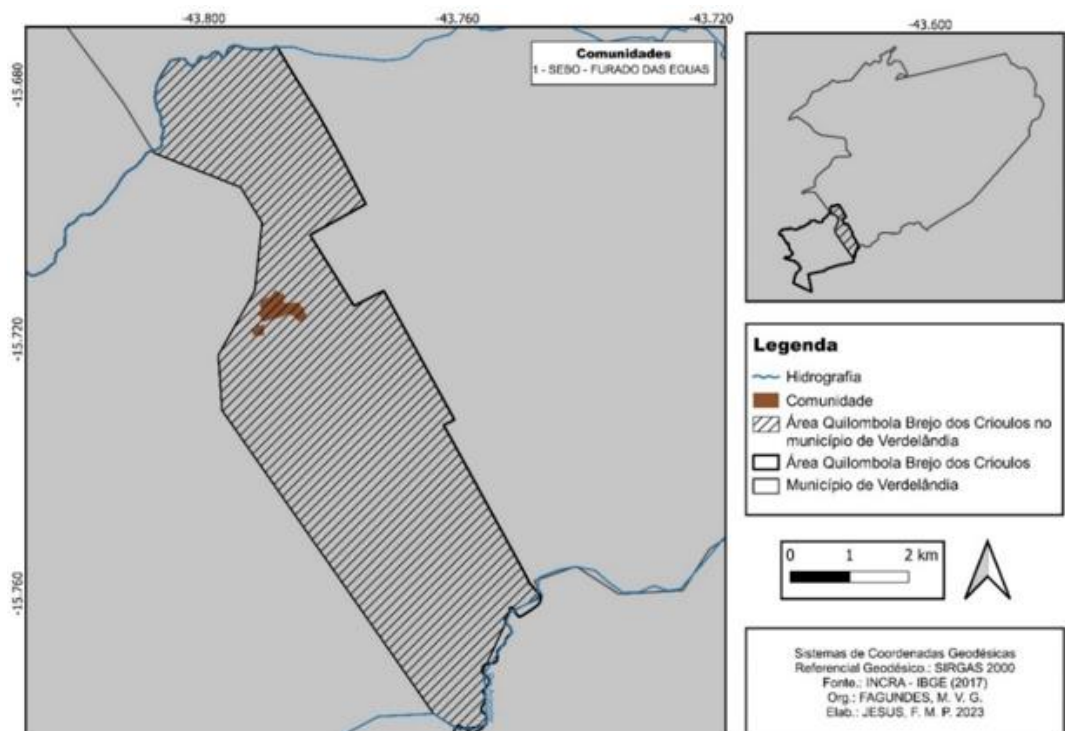 -43.800
-43.760
-43.720
-43.600
-15.680
-15.720
-15.760
Comunidades
1 - SEBO - FURADO DAS EGUAS
Legenda
Hidrografia
Comunidade
Área Quilombola Brejo dos Crioulos no
município de Verdelândia
Área Quilombola Brejo dos Crioulos
Município de Verdelândia
0 1 2 km
Sistemas de Coordenadas Geodésicas
Referencial Geodésico.: SIRGAS 2000
Fonte.: INCRA - IBGE (2017)
Org.: FAGUNDES, M. V. G.
Elab.: JESUS, F. M. P. 2023